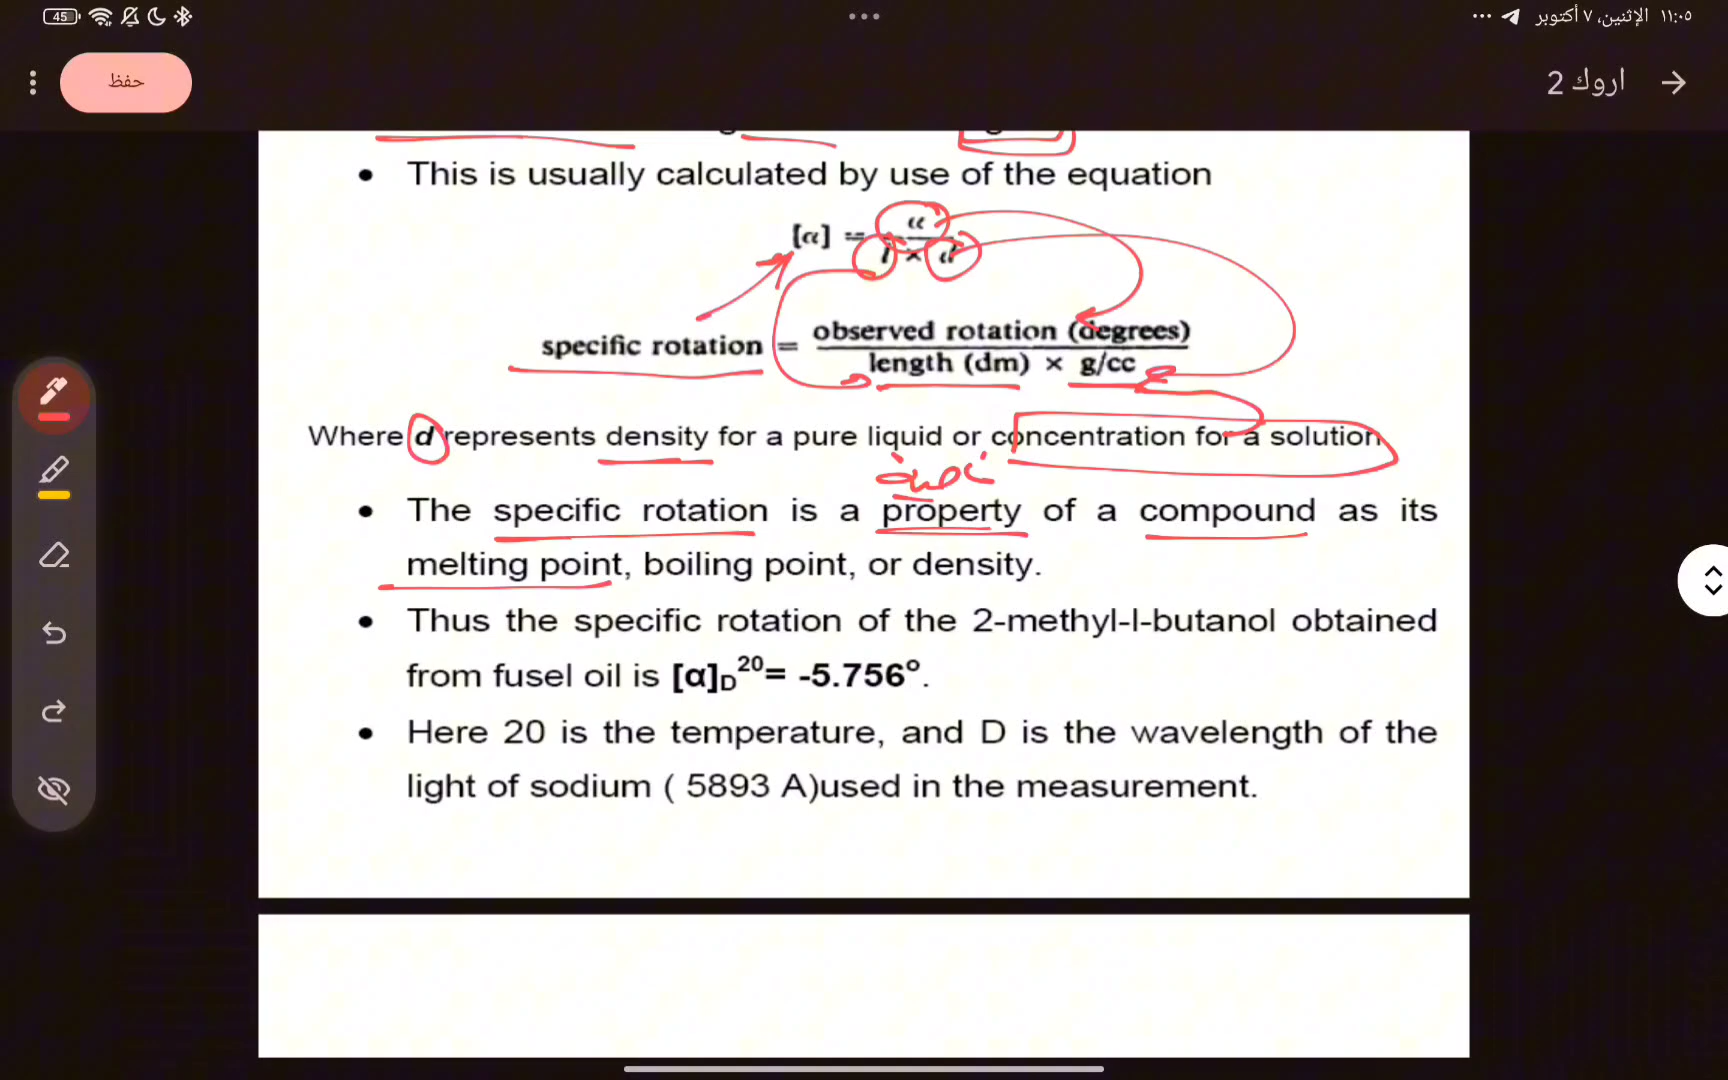 45
١١:٠٥ الإثنين، ٧ أكتوبر
حفظ
اروك 2
This is usually calculated by use of the equation
[α] = α / l × d
specific rotation = observed rotation (degrees) / length (dm) × g/cc
Where d represents density for a pure liquid or concentration for a solution
The specific rotation is a property of a compound as its
melting point, boiling point, or density.
Thus the specific rotation of the 2-methyl-l-butanol obtained
from fusel oil is [α]D20= -5.756º.
Here 20 is the temperature, and D is the wavelength of the
light of sodium ( 5893 A)used in the measurement.